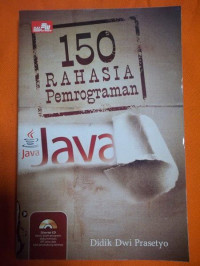 150
RAHASIA
Pemrograman
Java
Java
Didik Dwi Prasetyo